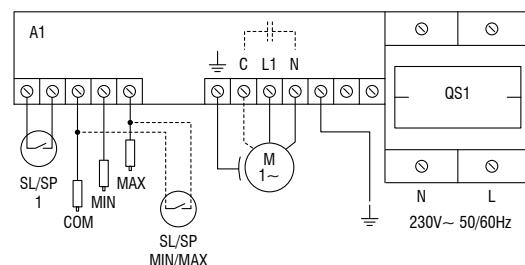 A1
C L1 N
QS1
M
1~
SL/SP
1
COM
MIN
MAX
SL/SP
MIN/MAX
N L
230V~ 50/60Hz